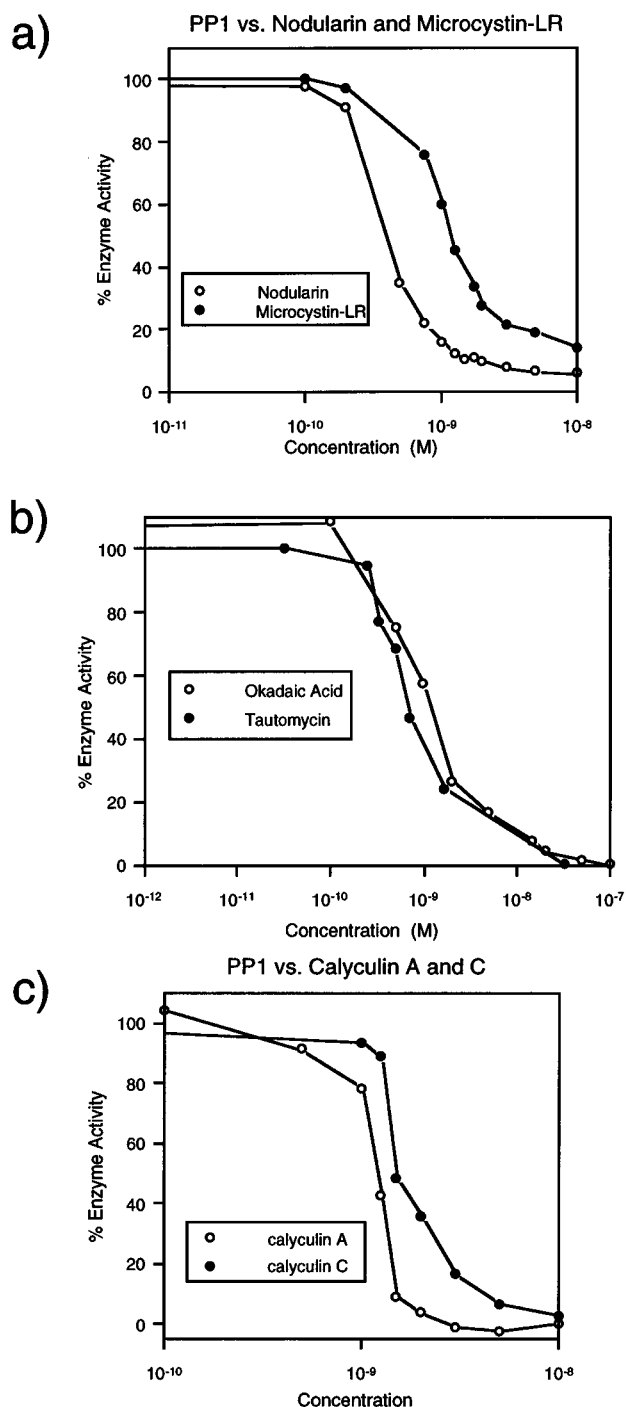 a)
PP1 vs. Nodularin and Microcystin-LR
100
80
60
40
20
0
% Enzyme Activity
Nodularin
Microcystin-LR
10-11
10-10
10-9
10-8
Concentration (M)
b)
100
80
60
40
20
0
% Enzyme Activity
Okadaic Acid
Tautomycin
10-12
10-11
10-10
10-9
10-8
10-7
Concentration (M)
c)
PP1 vs. Calyculin A and C
100
80
60
40
20
0
% Enzyme Activity
calyculin A
calyculin C
10-10
10-9
10-8
Concentration